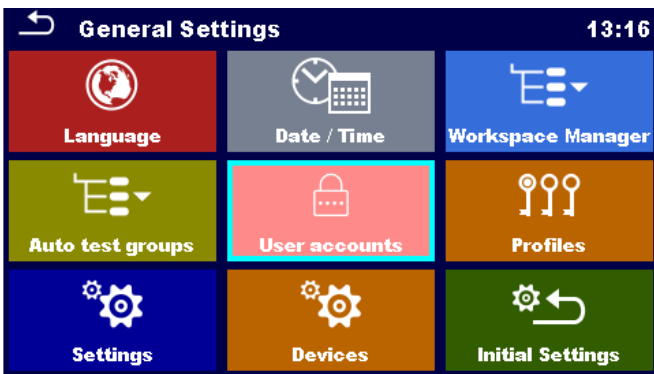 General Settings 13:16
Language Date / Time Workspace Manager
Auto test groups User accounts Profiles
Settings Devices Initial Settings